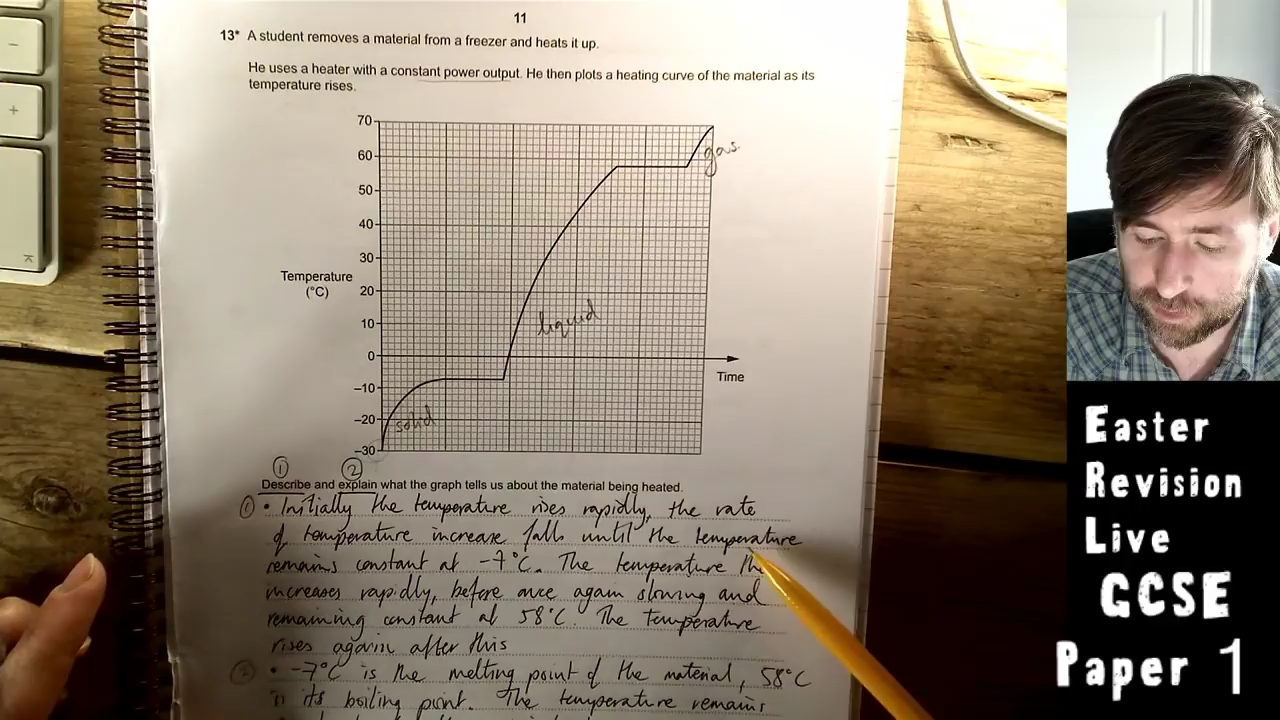 11
13* A student removes a material from a freezer and heats it up.
He uses a heater with a constant power output. He then plots a heating curve of the material as its
temperature rises.
70
60
50
40
30
20
10
0
–10
–20
–30
Temperature
(°C)
Time
gas.
liquid
solid
① ②
Describe and explain what the graph tells us about the material being heated.
① • Initially the temperature rises rapidly, the rate
of temperature increase falls until the temperature
remains constant at -7°C. The temperature
increases rapidly, before once again slowing and
remaining constant at 58°C. The temperature
rises again after this
② • -7°C is the melting point of the material, 58°C
is its boiling point. The temperature remains
Easter
Revision
Live
GCSE
Paper 1